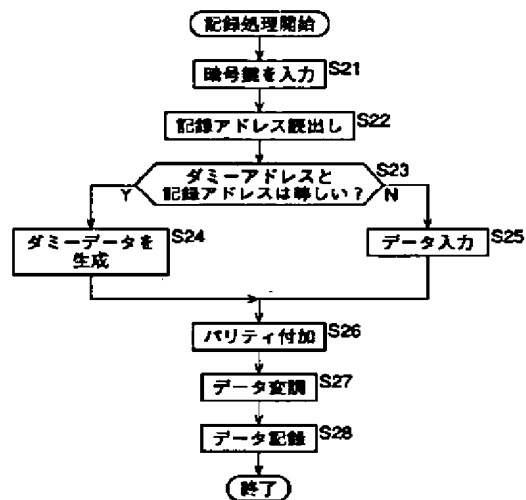 記録処理開始
暗号鍵を入力
S21
記録アドレス読出し
S22
ダミーアドレスと
記録アドレスは等しい？
S23
Y
N
ダミーデータを
生成
S24
データ入力
S25
パリティ付加
S26
データ変調
S27
データ記録
S28
終了